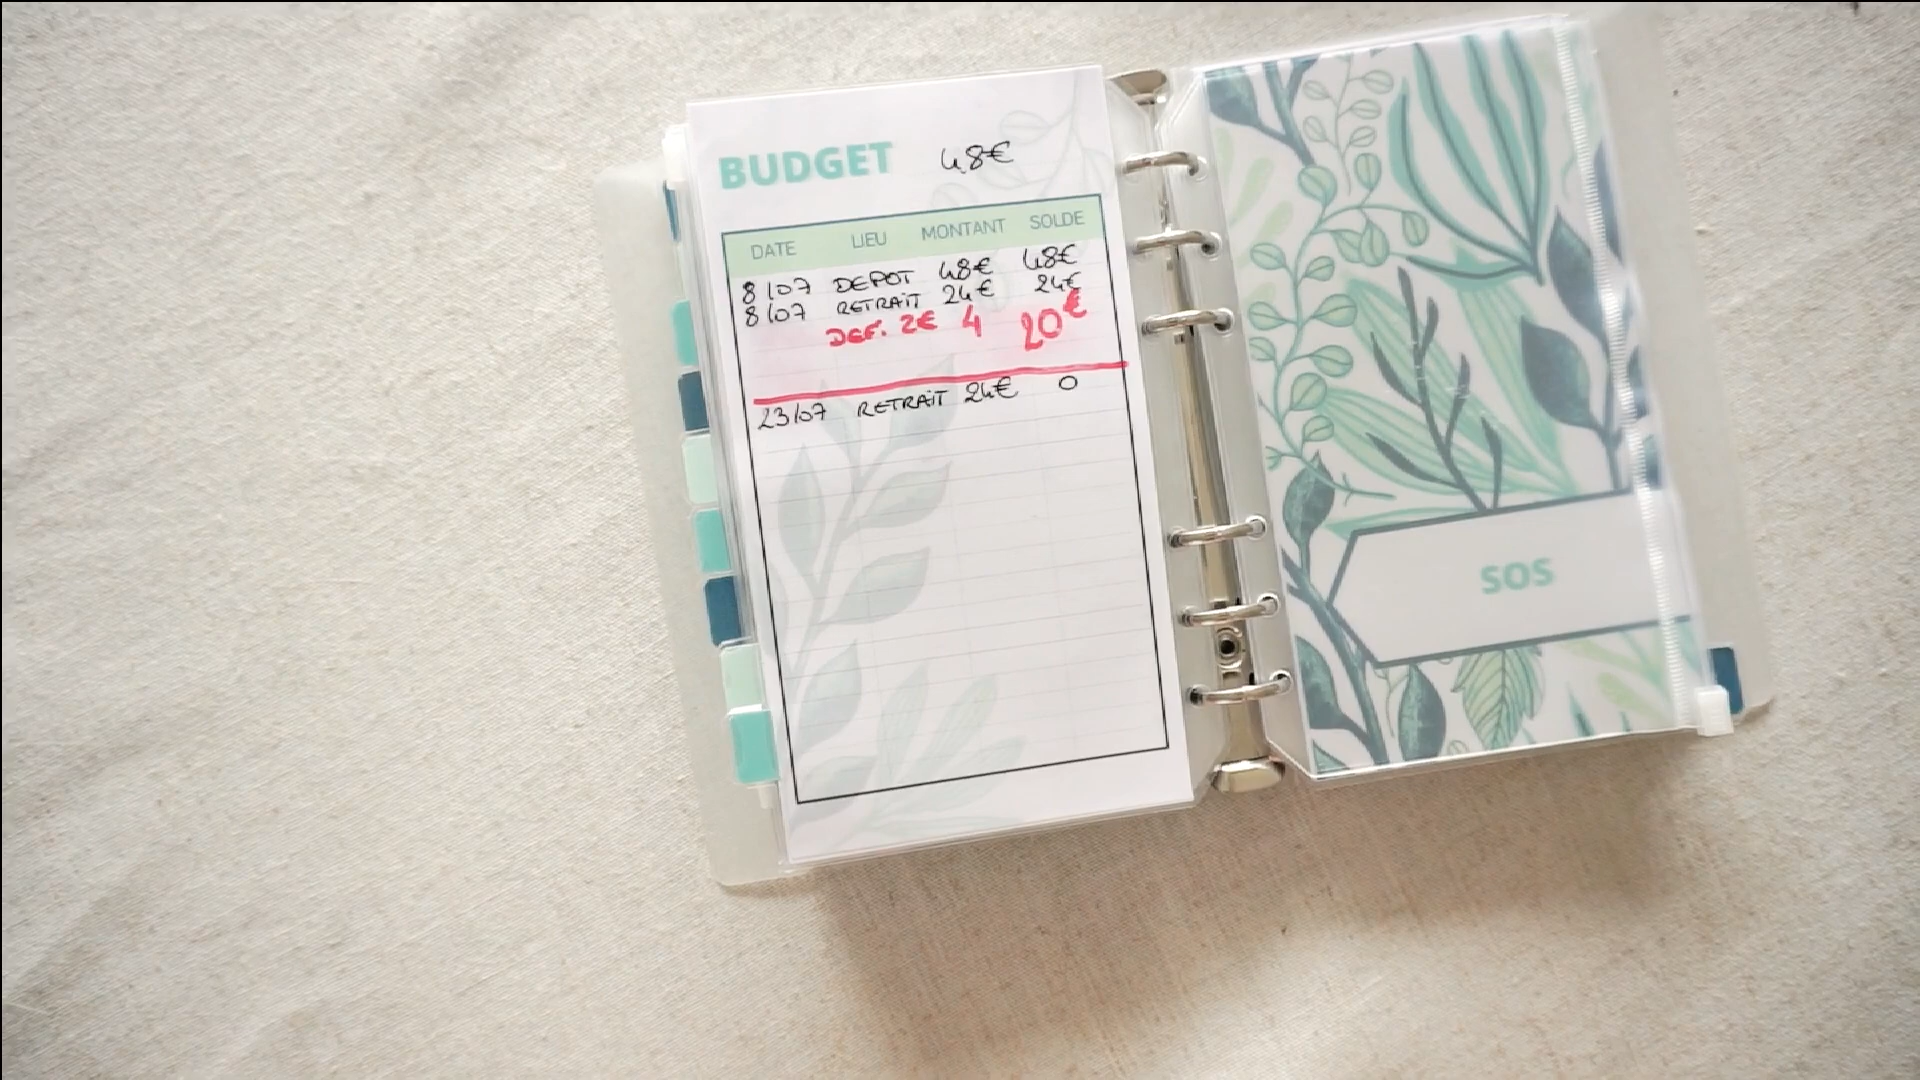 BUDGET 48€
DATE LIEU MONTANT SOLDE
8/07 DEPOT 48€ 48€
8/07 RETRAIT 24€ 24€
DEF. 2€ 4 20€
23/07 RETRAIT 24€ 0
SOS